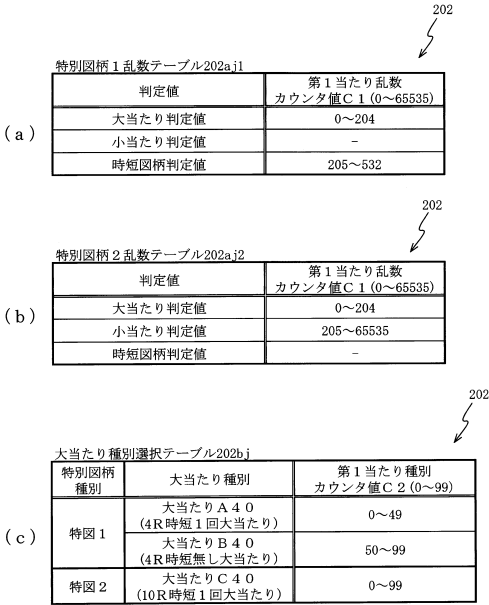 202
特別図柄1乱数テーブル202aj1
判定値
第1当たり乱数
カウンタ値C1(0～65535)
(a)
大当たり判定値
0～204
小当たり判定値
-
時短図柄判定値
205～532
202
特別図柄2乱数テーブル202aj2
判定値
第1当たり乱数
カウンタ値C1(0～65535)
(b)
大当たり判定値
0～204
小当たり判定値
205～65535
時短図柄判定値
-
202
大当たり種別選択テーブル202bj
特別図柄
種別
大当たり種別
第1当たり種別
カウンタ値C2(0～99)
(c)
特図1
大当たりA40
(4R時短1回大当たり)
0～49
大当たりB40
(4R時短無し大当たり)
50～99
特図2
大当たりC40
(10R時短1回大当たり)
0～99